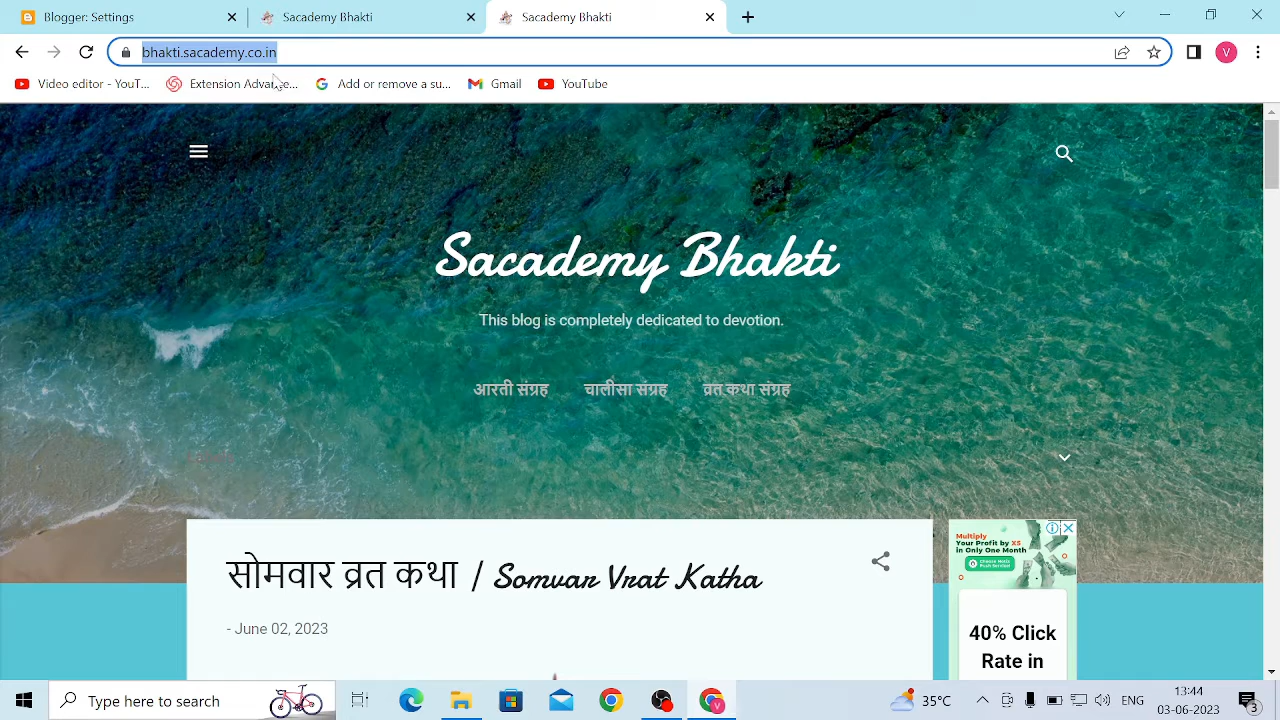 Blogger: Settings
Sacademy Bhakti
Sacademy Bhakti
bhakti.sacademy.co.in
V
Video editor - YouT...
Extension Advance...
Add or remove a su...
Gmail
YouTube
Sacademy Bhakti
This blog is completely dedicated to devotion.
आरती संग्रह
चालीसा संग्रह
व्रत कथा संग्रह
Labels
सोमवार व्रत कथा / Somvar Vrat Katha
- June 02, 2023
Multiply
Your Profit by X5
in Only One Month
40% Click
Rate in
Type here to search
V
35°C
ENG
13:44
03-06-2023
3